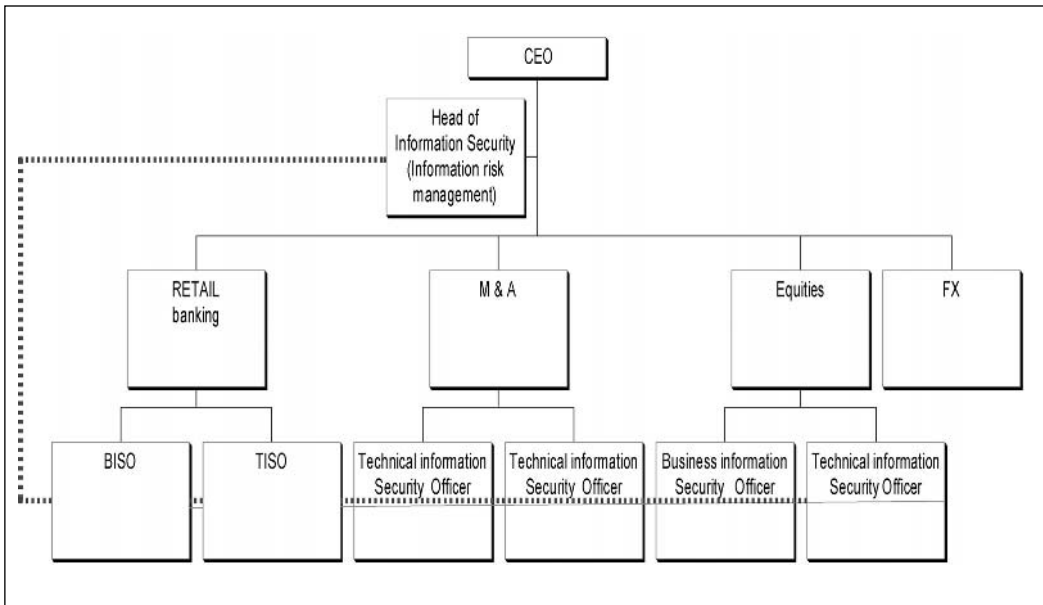 CEO
Head of
Information Security
(Information risk
management)
RETAIL
banking
M & A
Equities
FX
BISO
TISO
Technical information
Security Officer
Technical information
Security Officer
Business information
Security Officer
Technical information
Security Officer